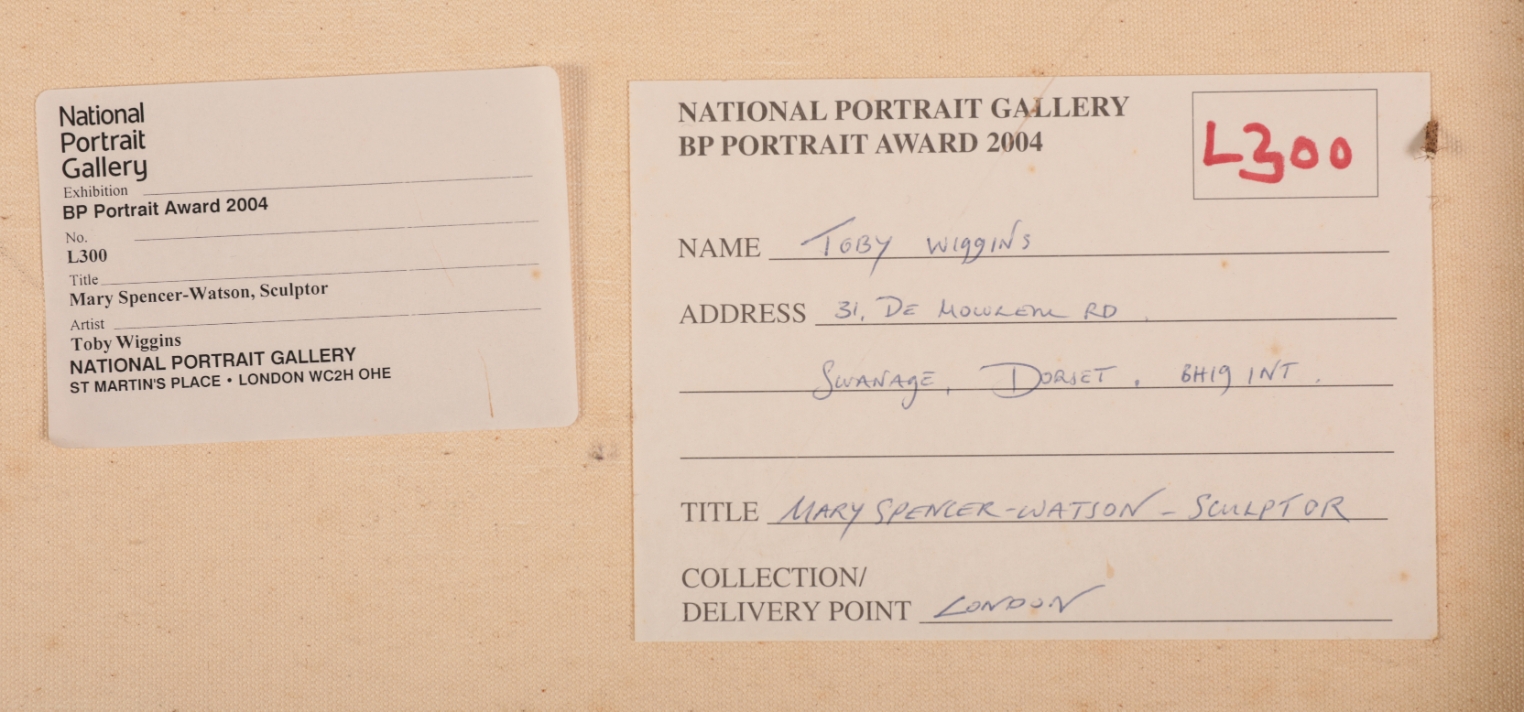 National
Portrait
Gallery
Exhibition
BP Portrait Award 2004
No.
L300
Title
Mary Spencer-Watson, Sculptor
Artist
Toby Wiggins
NATIONAL PORTRAIT GALLERY
ST MARTIN'S PLACE • LONDON WC2H OHE
NATIONAL PORTRAIT GALLERY
BP PORTRAIT AWARD 2004
L300
NAME TOBY WIGGINS
ADDRESS 31, DE MOWLEM RD
SWANAGE, DORSET, BH19 1NT.
TITLE MARY SPENCER-WATSON - SCULPTOR
COLLECTION/
DELIVERY POINT LONDON